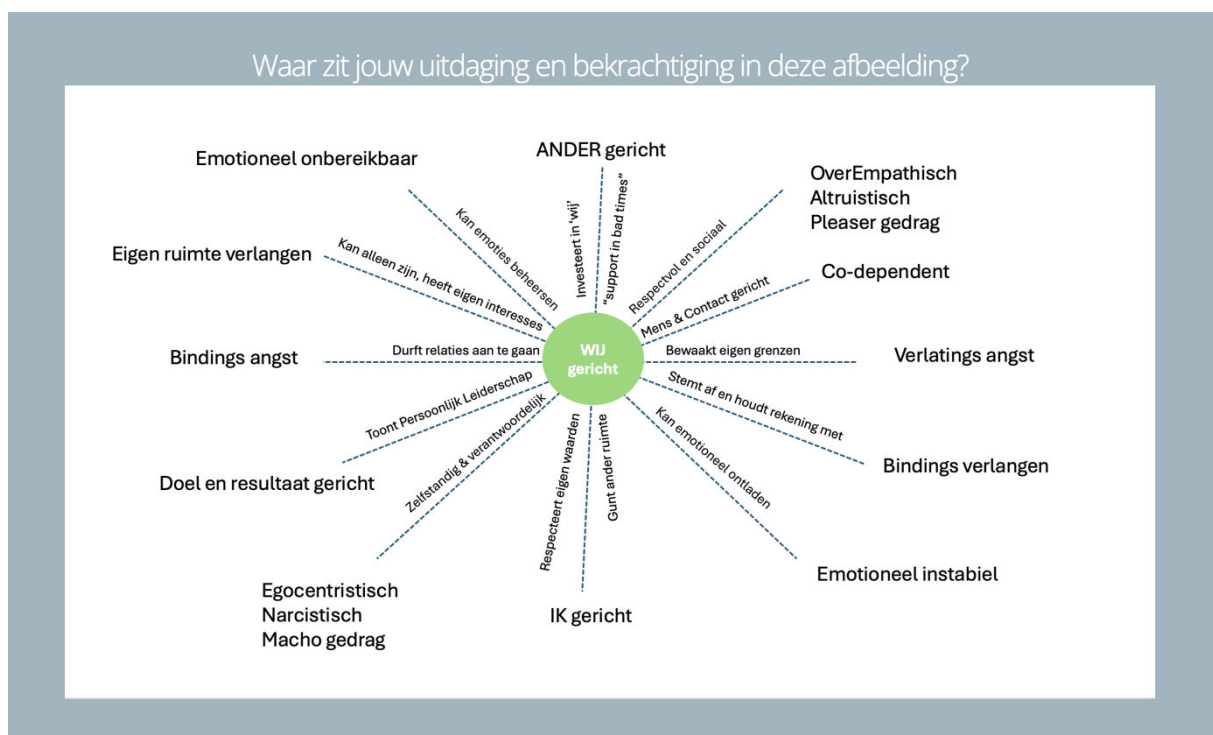 Waar zit jouw uitdaging en bekrachtiging in deze afbeelding?
ANDER gericht
Emotioneel onbereikbaar
OverEmpathisch
Altruistisch
Pleaser gedrag
Kan emoties beheersen
Investeert in ‘wij’
“support in bad times”
Respectvol en sociaal
Eigen ruimte verlangen
Kan alleen zijn, heeft eigen interesses
Mens & Contact gericht
Co-dependent
Bindings angst
Durft relaties aan te gaan
WIJ
gericht
Bewaakt eigen grenzen
Verlatings angst
Toont Persoonlijk Leiderschap
Stemt af en houdt rekening met
Doel en resultaat gericht
Zelfstandig & verantwoordelijk
Respecteert eigen waarden
Gunt ander ruimte
Kan emotioneel ontladen
Bindings verlangen
Egocentristisch
Narcistisch
Macho gedrag
IK gericht
Emotioneel instabiel